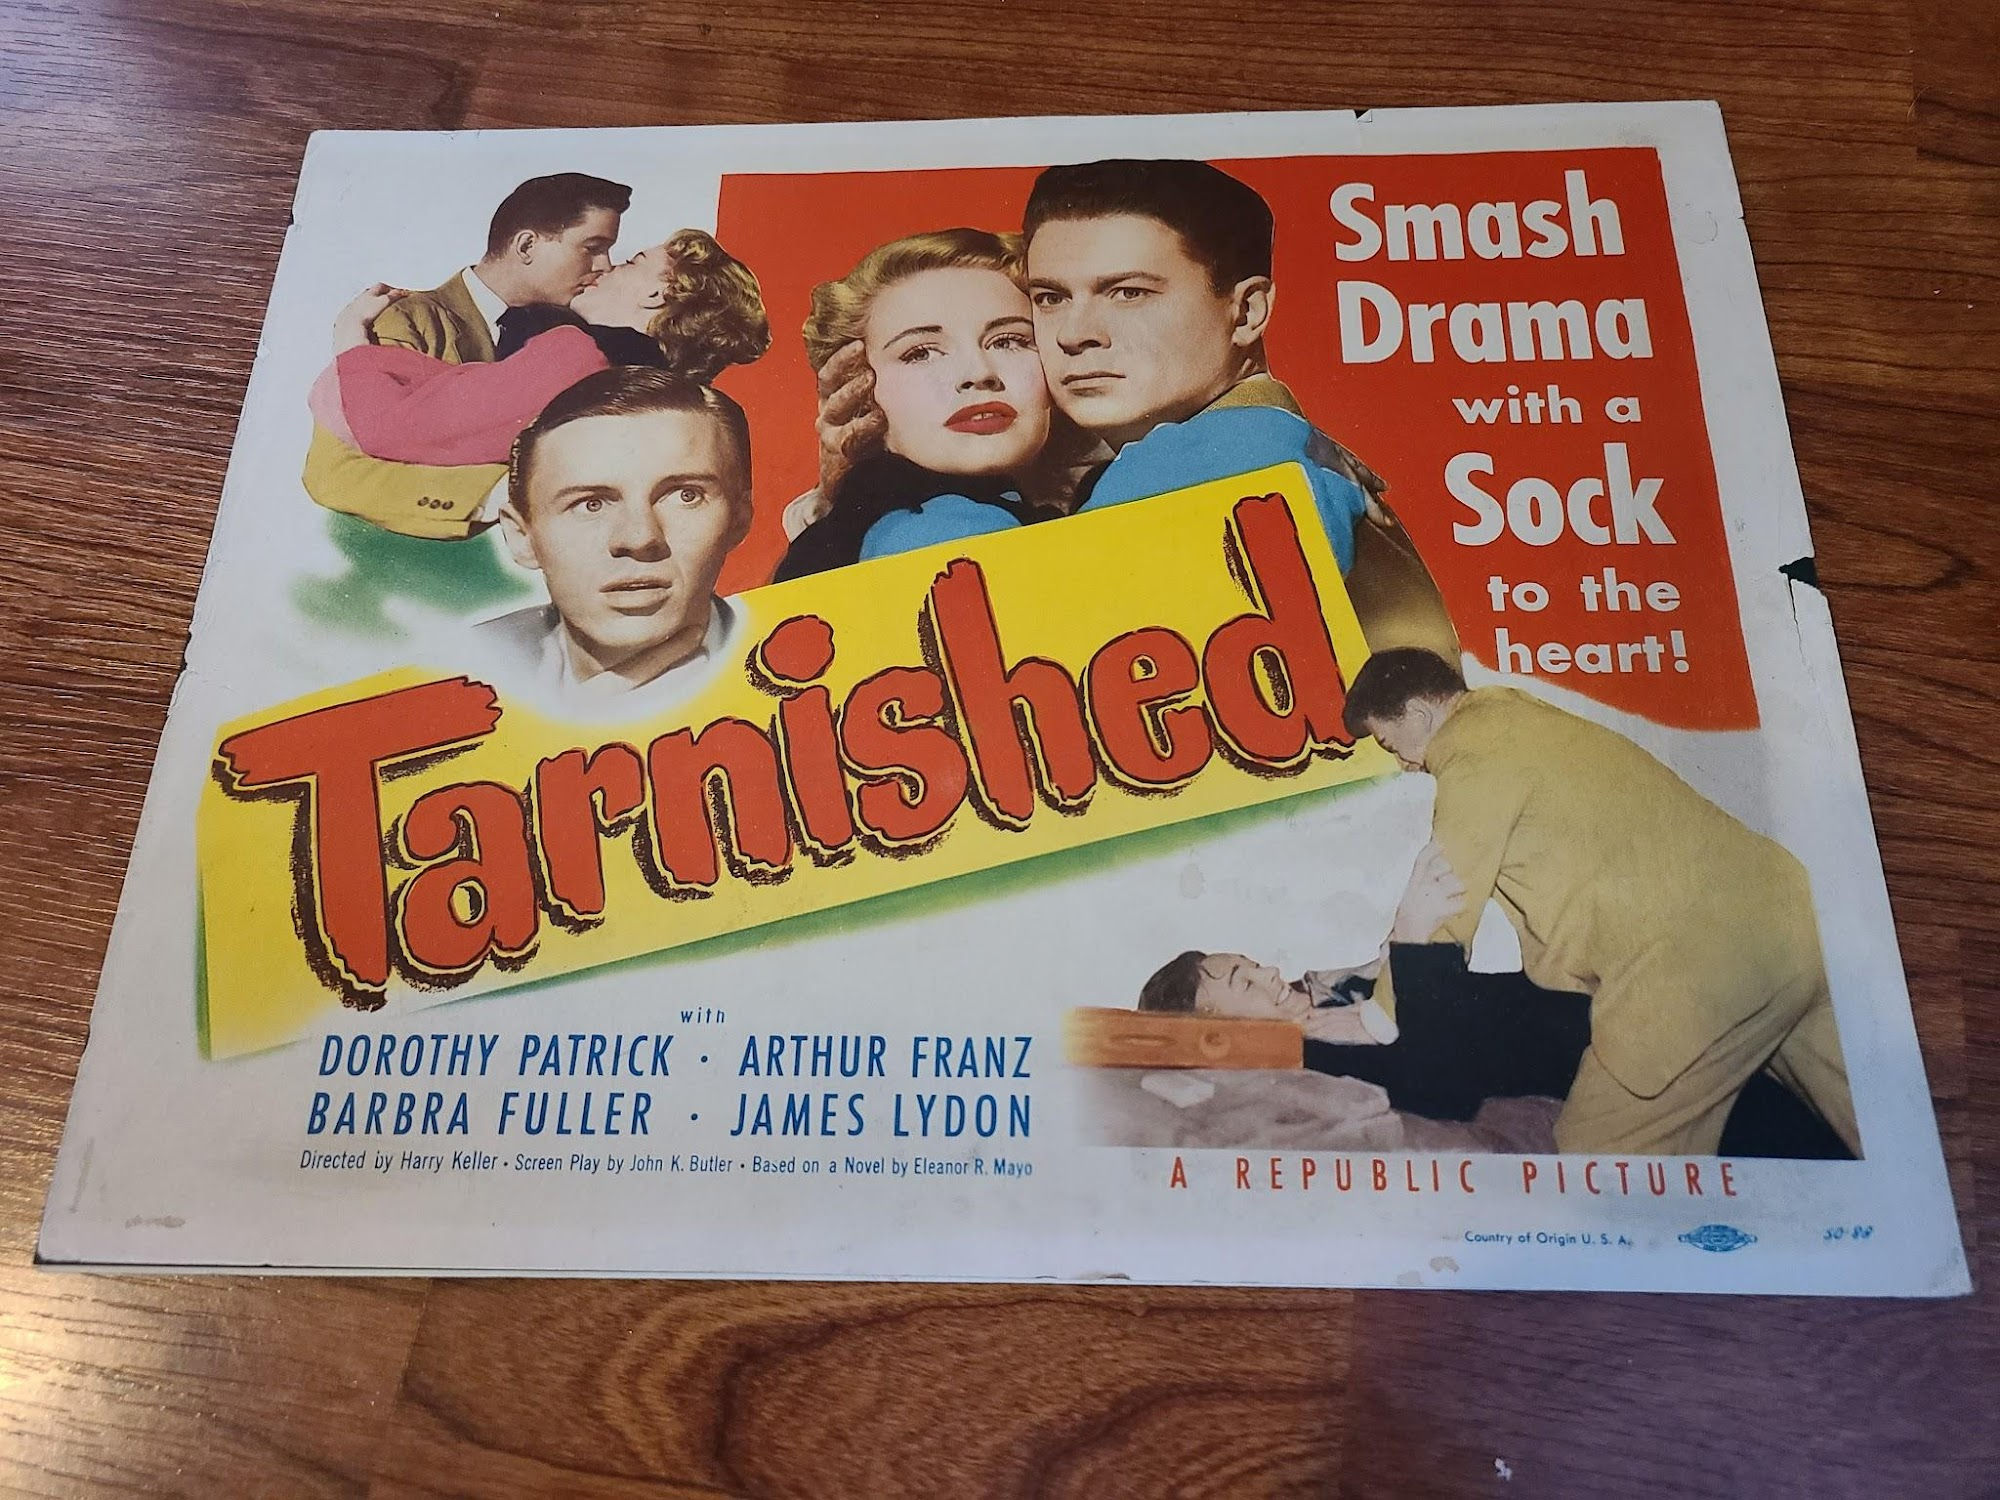 Smash
Drama
with a
Sock
to the
heart!
Tarnished
with
DOROTHY PATRICK · ARTHUR FRANZ
BARBRA FULLER · JAMES LYDON
Directed by Harry Keller · Screen Play by John K. Butler · Based on a Novel by Eleanor R. Mayo
A REPUBLIC PICTURE
Country of Origin U. S. A.